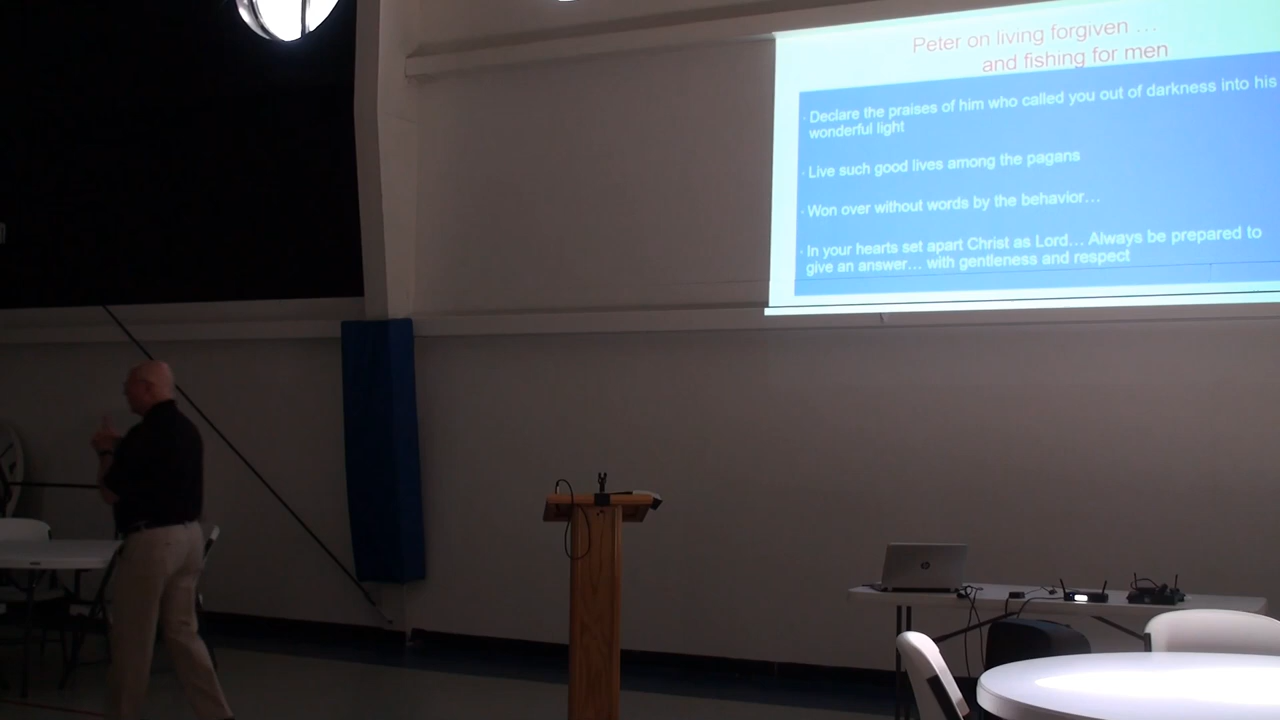 Peter on living forgiven …
and fishing for men
· Declare the praises of him who called you out of darkness into his
wonderful light
· Live such good lives among the pagans
· Won over without words by the behavior…
· In your hearts set apart Christ as Lord… Always be prepared to
give an answer… with gentleness and respect
hp